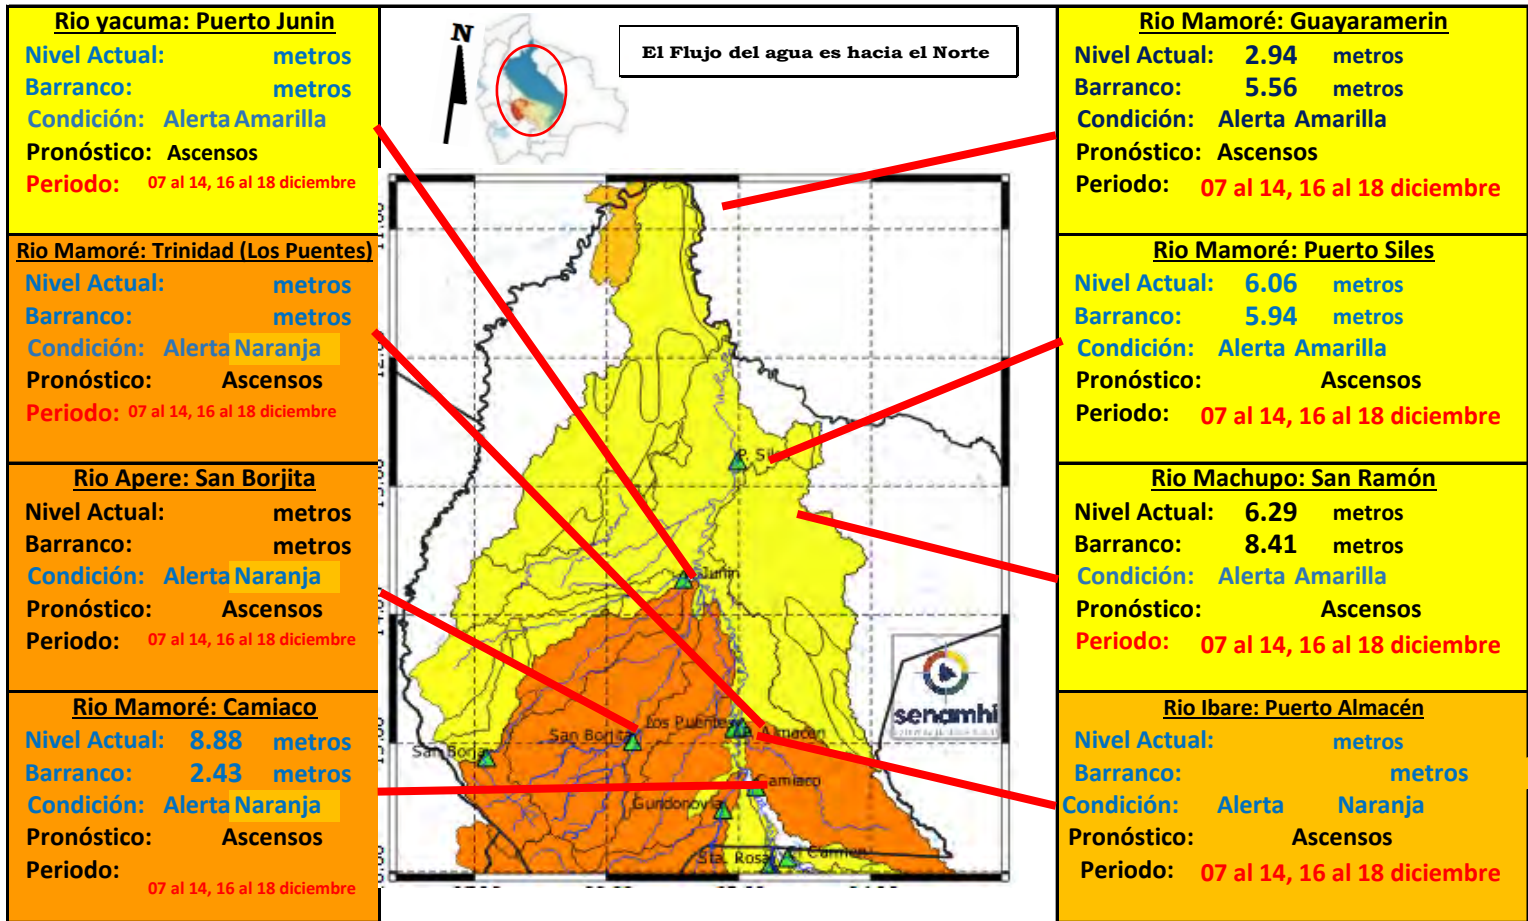 Rio yacuma: Puerto Junin
Nivel Actual: metros
Barranco: metros
Condición: Alerta Amarilla
Pronóstico: Ascensos
Periodo: 07 al 14, 16 al 18 diciembre
Rio Mamoré: Trinidad (Los Puentes)
Nivel Actual: metros
Barranco: metros
Condición: Alerta Naranja
Pronóstico: Ascensos
Periodo: 07 al 14, 16 al 18 diciembre
Rio Apere: San Borjita
Nivel Actual: metros
Barranco: metros
Condición: Alerta Naranja
Pronóstico: Ascensos
Periodo: 07 al 14, 16 al 18 diciembre
Rio Mamoré: Camiaco
Nivel Actual: 8.88 metros
Barranco: 2.43 metros
Condición: Alerta Naranja
Pronóstico: Ascensos
Periodo:
07 al 14, 16 al 18 diciembre
N
El Flujo del agua es hacia el Norte
P. Siles
Junin
Los Puentes
San Borjita
P. Almacén
San Borja
Camiaco
Gundonovia
Sta. Rosa
El Carmen
senamhi
Rio Mamoré: Guayaramerin
Nivel Actual: 2.94 metros
Barranco: 5.56 metros
Condición: Alerta Amarilla
Pronóstico: Ascensos
Periodo: 07 al 14, 16 al 18 diciembre
Rio Mamoré: Puerto Siles
Nivel Actual: 6.06 metros
Barranco: 5.94 metros
Condición: Alerta Amarilla
Pronóstico: Ascensos
Periodo: 07 al 14, 16 al 18 diciembre
Rio Machupo: San Ramón
Nivel Actual: 6.29 metros
Barranco: 8.41 metros
Condición: Alerta Amarilla
Pronóstico: Ascensos
Periodo: 07 al 14, 16 al 18 diciembre
Rio Ibare: Puerto Almacén
Nivel Actual: metros
Barranco: metros
Condición: Alerta Naranja
Pronóstico: Ascensos
Periodo: 07 al 14, 16 al 18 diciembre